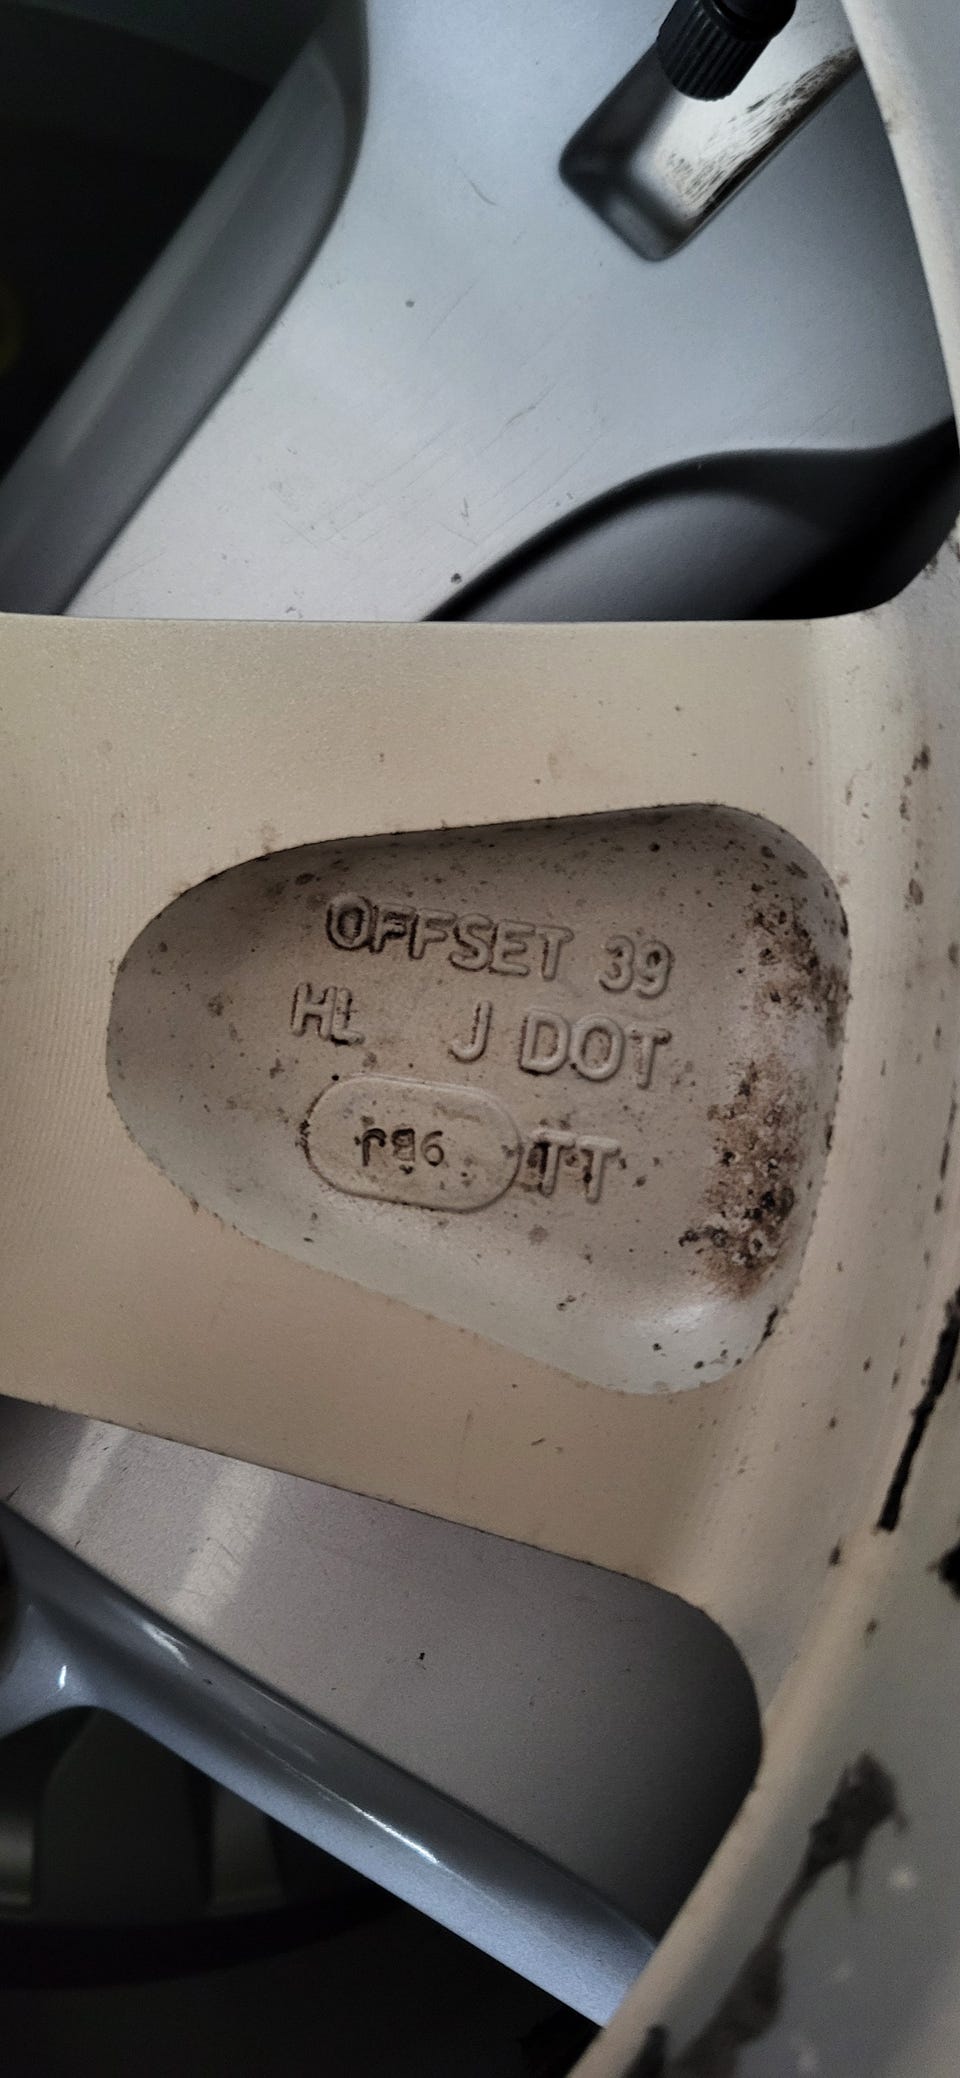 OFFSET 39
HL J DOT
TT